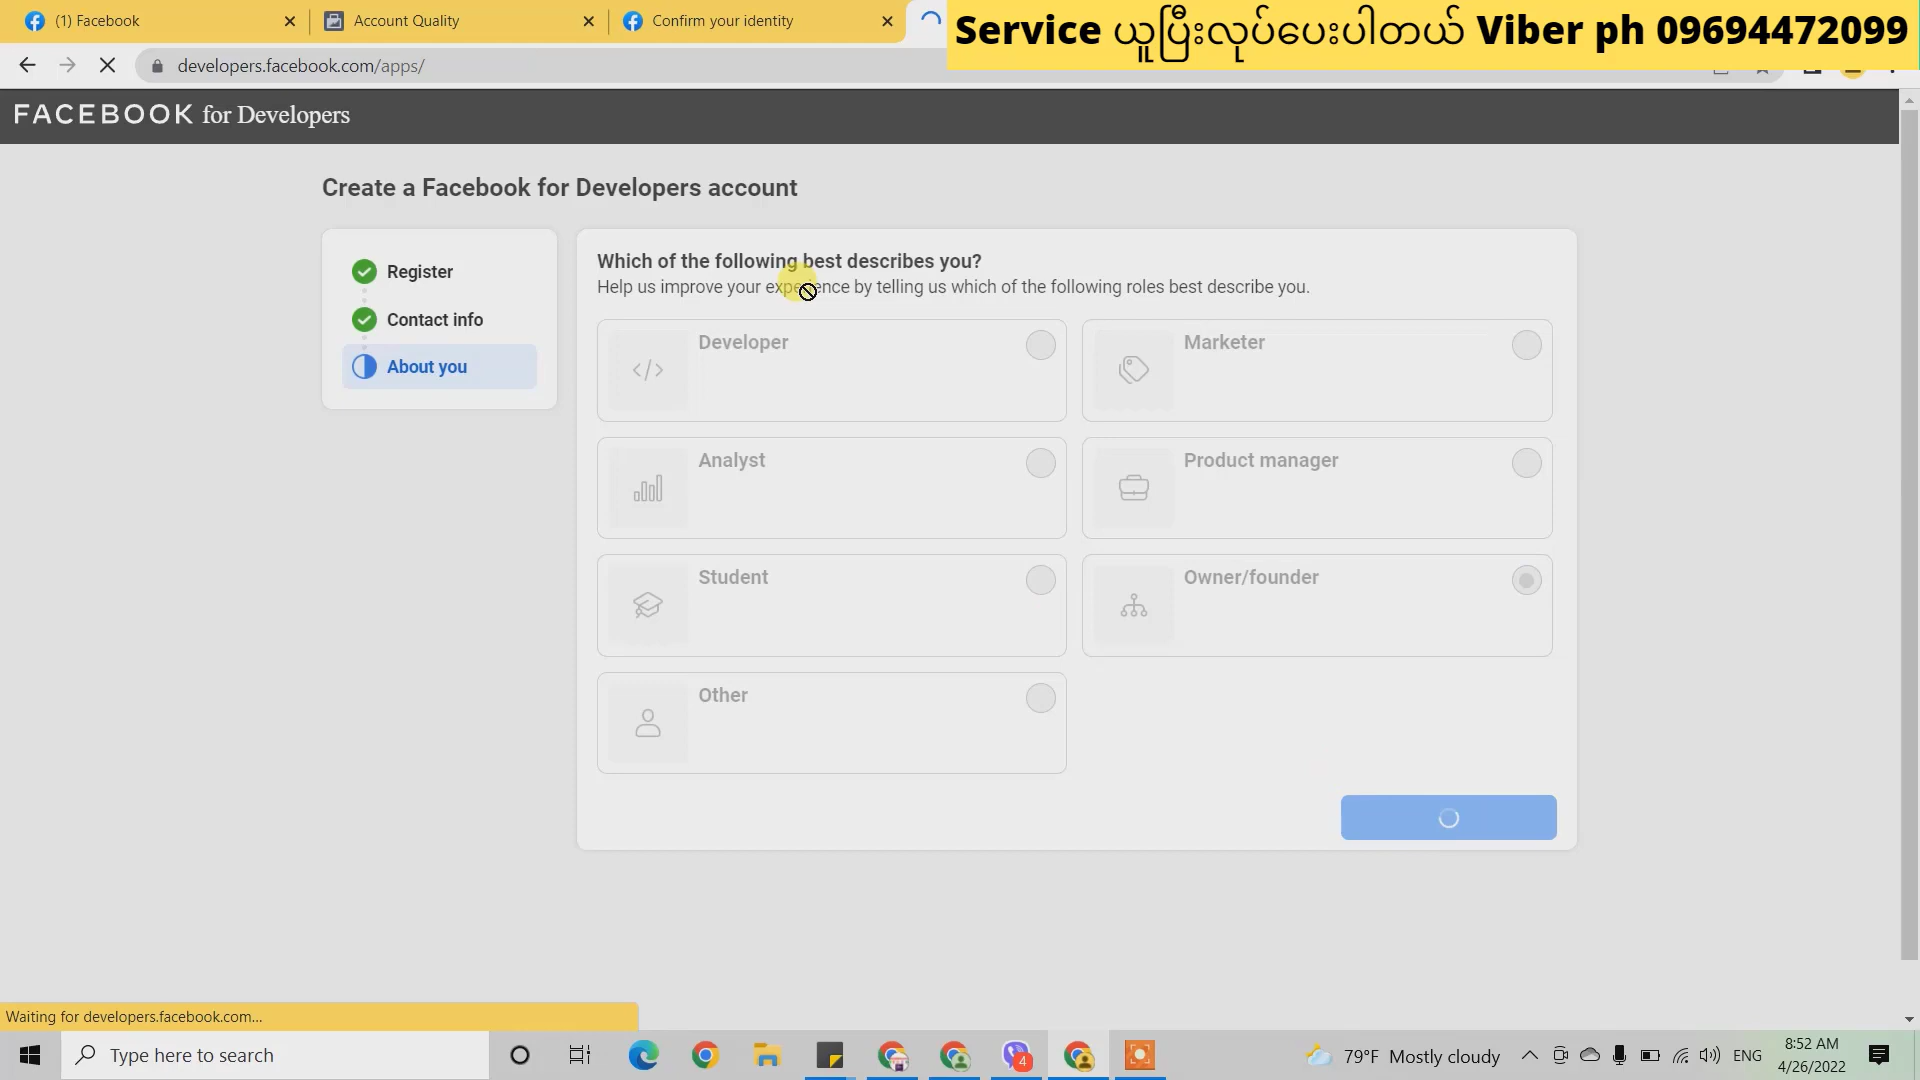 (1) Facebook
Account Quality
Confirm your identity
Service ယူပြီးလုပ်ပေးပါတယ် Viber ph 09694472099
developers.facebook.com/apps/
FACEBOOK for Developers
Create a Facebook for Developers account
Register
Contact info
About you
Which of the following best describes you?
Help us improve your experience by telling us which of the following roles best describe you.
Developer
Marketer
Analyst
Product manager
Student
Owner/founder
Other
Waiting for developers.facebook.com...
Type here to search
4
79°F Mostly cloudy
ENG
8:52 AM
4/26/2022